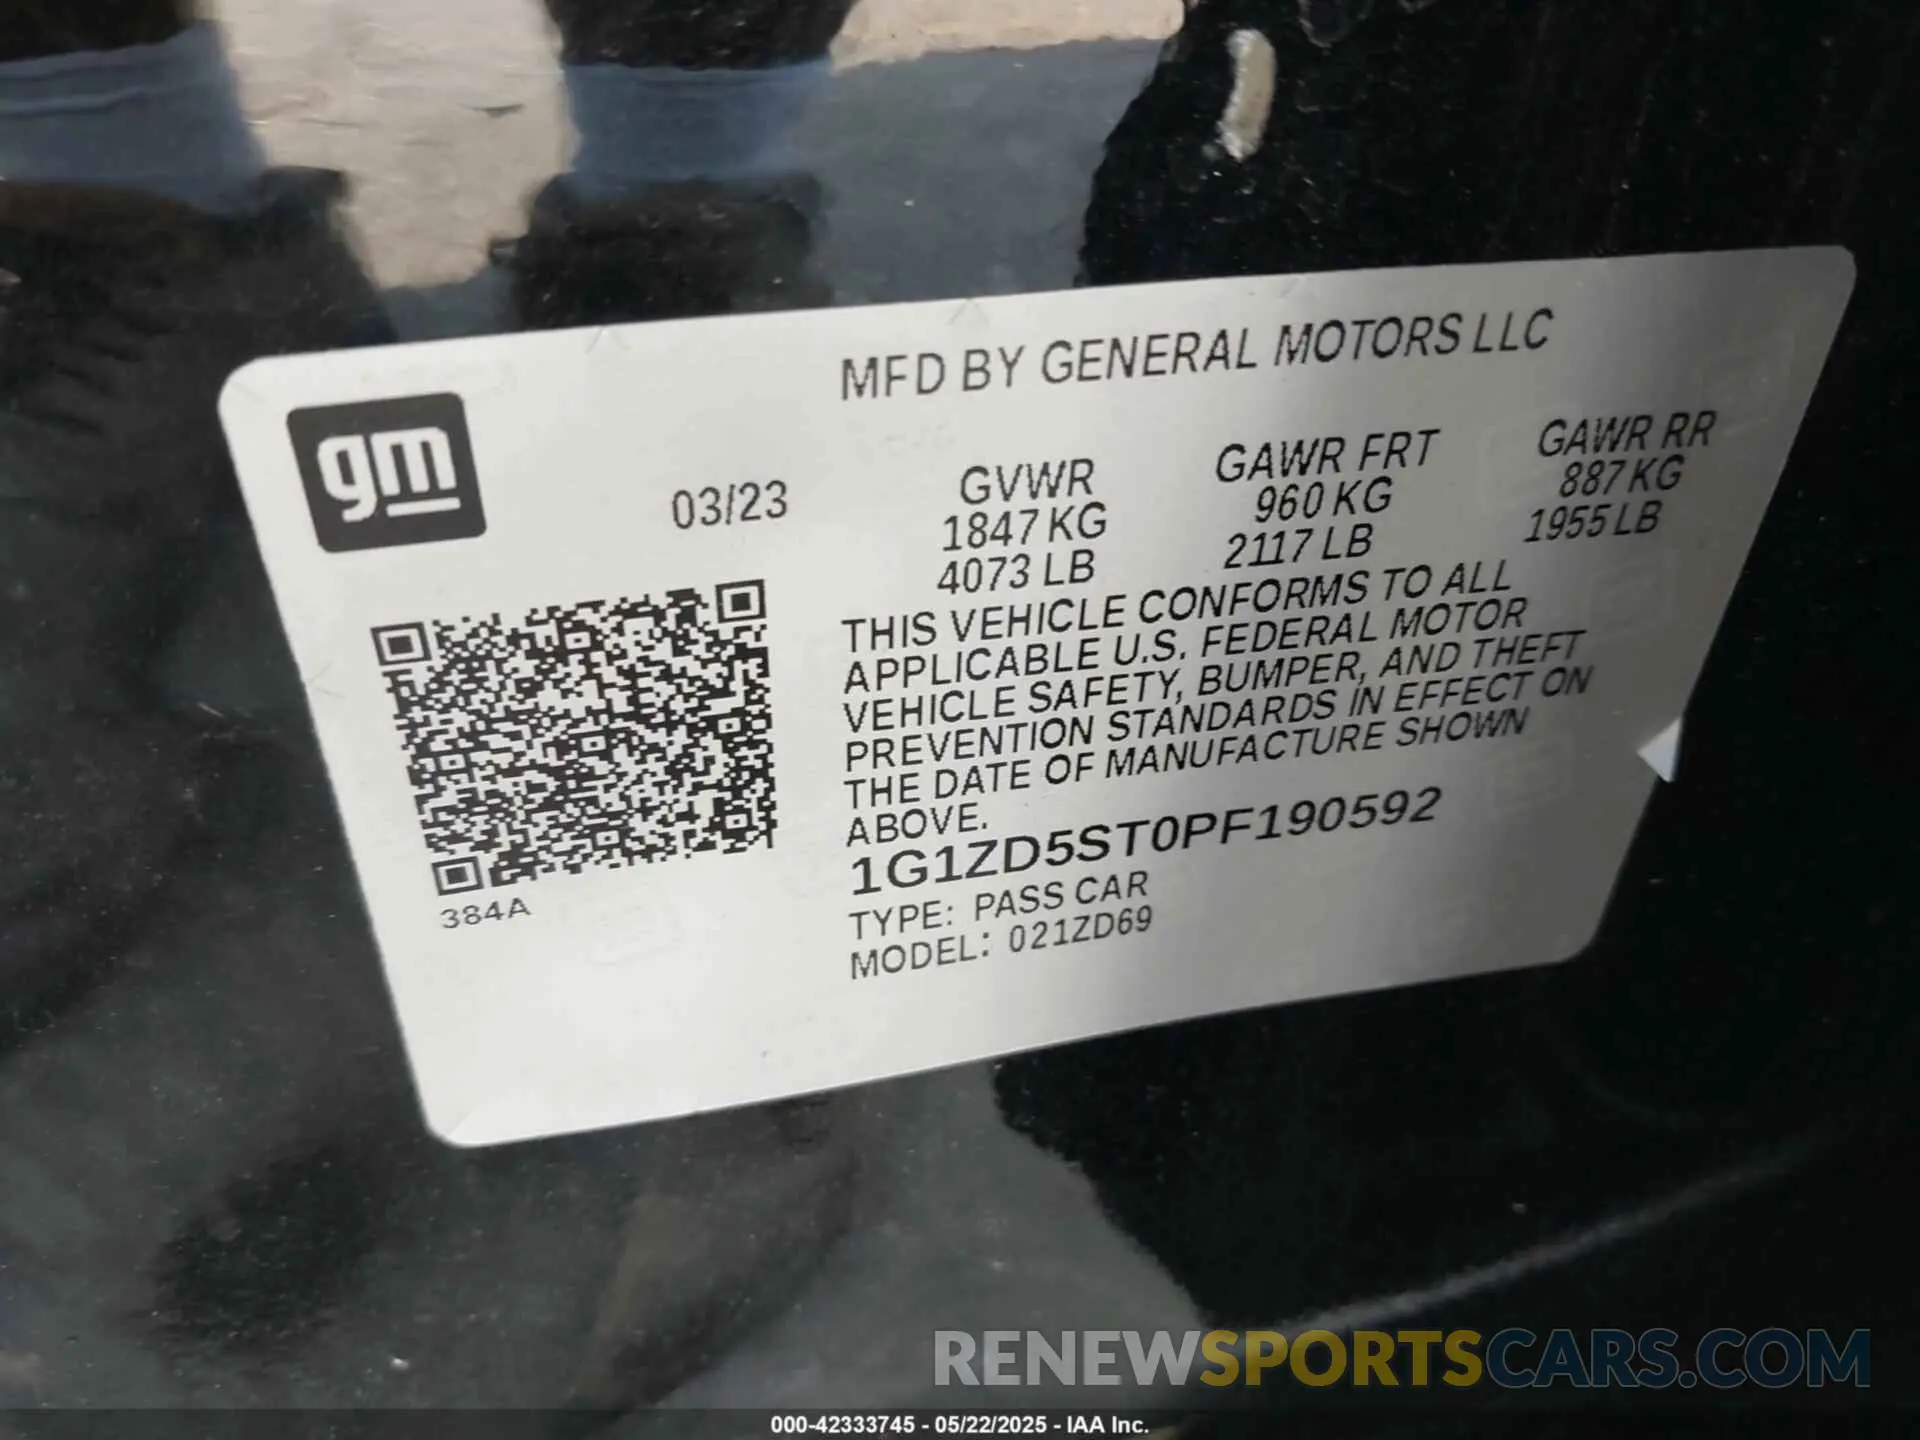 MFD BY GENERAL MOTORS LLC
gm
03/23
GVWR
1847 KG
4073 LB
GAWR FRT
960 KG
2117 LB
GAWR RR
887 KG
1955 LB
THIS VEHICLE CONFORMS TO ALL
APPLICABLE U.S. FEDERAL MOTOR
VEHICLE SAFETY, BUMPER, AND THEFT
PREVENTION STANDARDS IN EFFECT ON
THE DATE OF MANUFACTURE SHOWN
ABOVE.
1G1ZD5ST0PF190592
TYPE: PASS CAR
MODEL: 021ZD69
384A
RENEWSPORTSCARS.COM
000-42333745 - 05/22/2025 - IAA Inc.